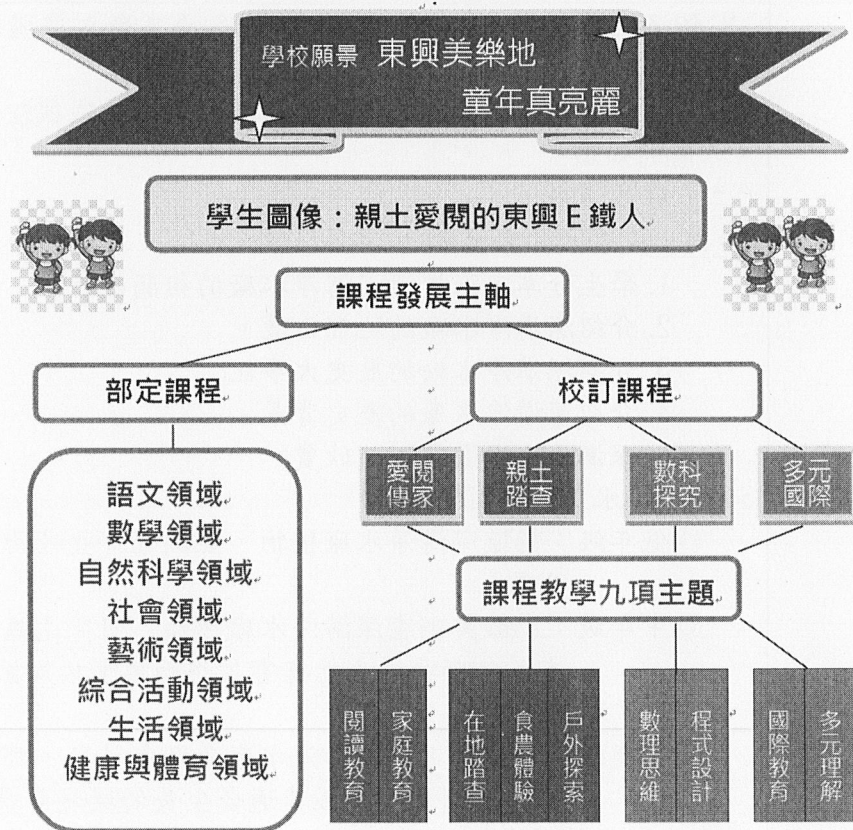 學校願景 東興美樂地
童年真亮麗
學生圖像：親土愛閱的東興E鐵人
課程發展主軸
部定課程
校訂課程
愛閱
傳家
親土
踏查
數科
探究
多元
國際
語文領域
數學領域
自然科學領域
社會領域
藝術領域
綜合活動領域
生活領域
健康與體育領域
課程教學九項主題
閱讀教育
家庭教育
在地踏查
食農體驗
戶外探索
數理思維
程式設計
國際教育
多元理解